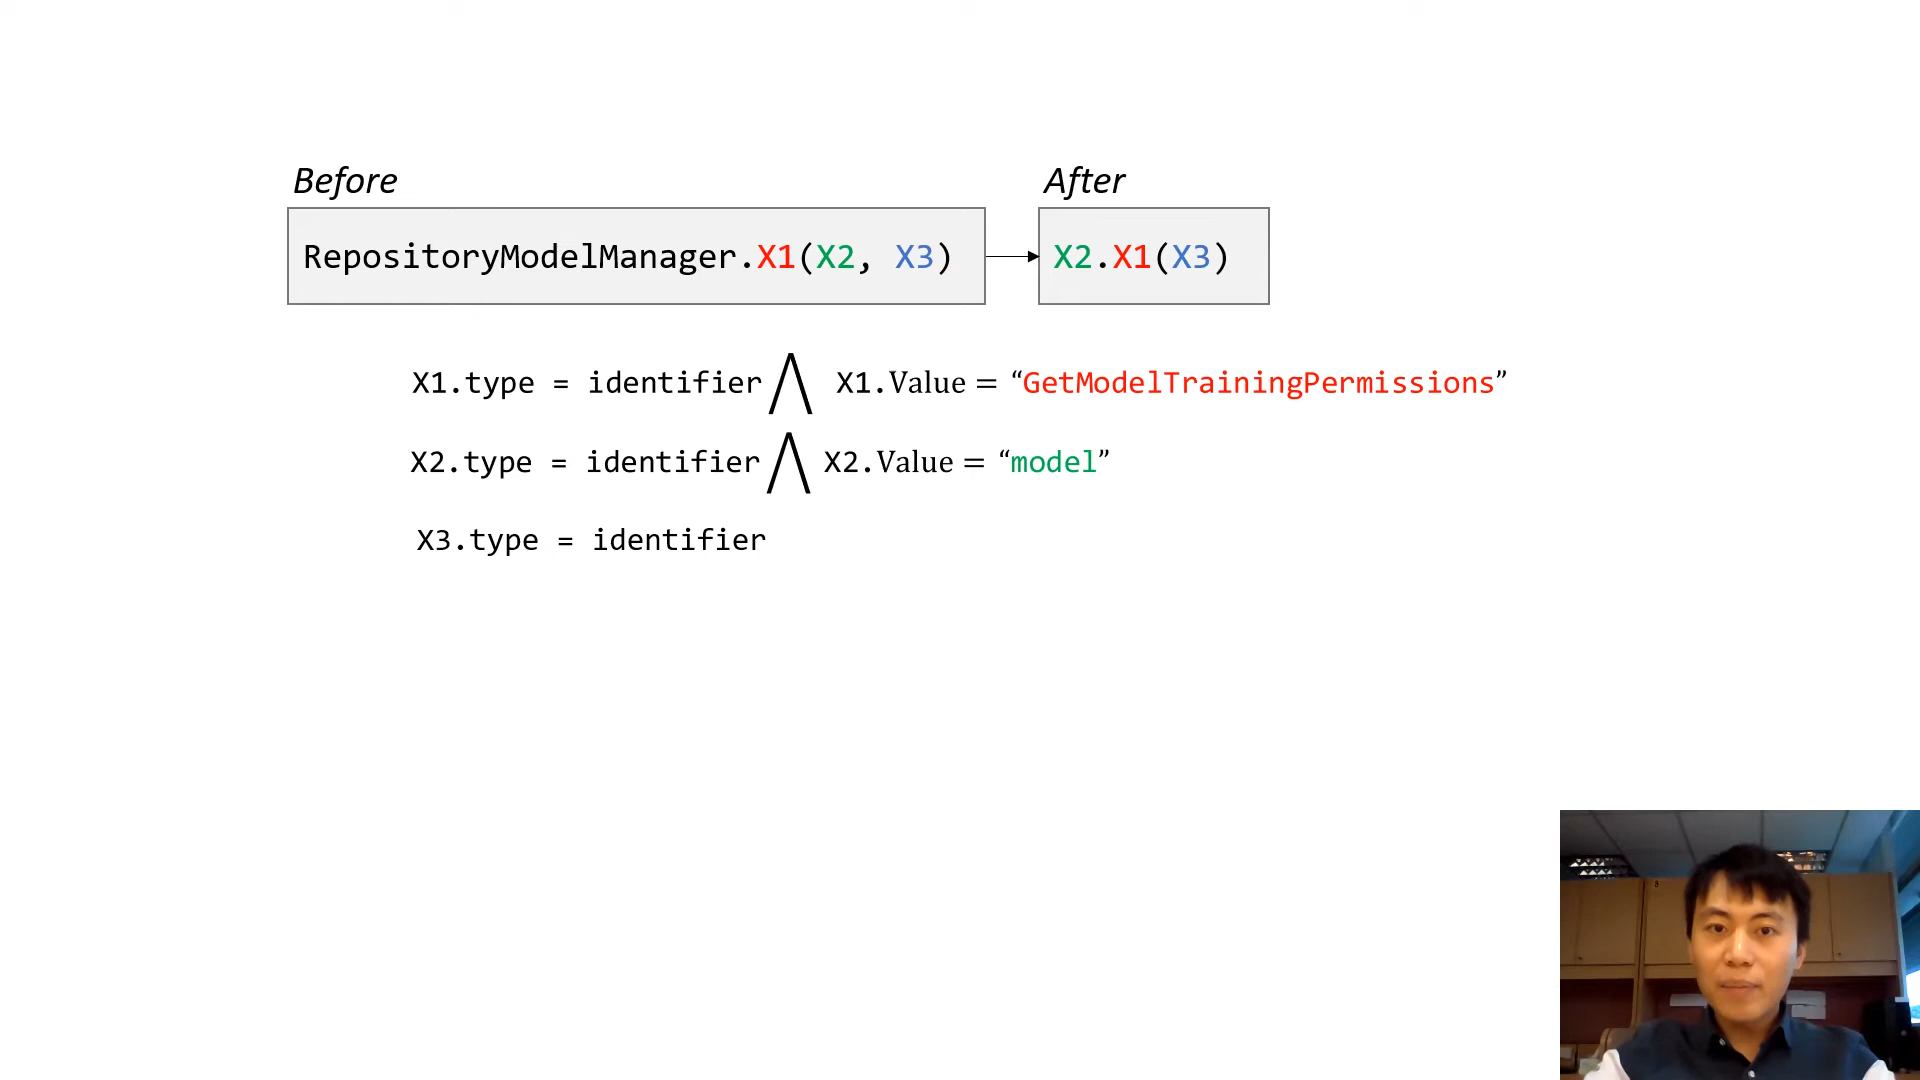 Before
After
RepositoryModelManager.X1(X2, X3)
X2.X1(X3)
X1.type = identifier ⋀ X1.Value = “GetModelTrainingPermissions”
X2.type = identifier ⋀ X2.Value = “model”
X3.type = identifier